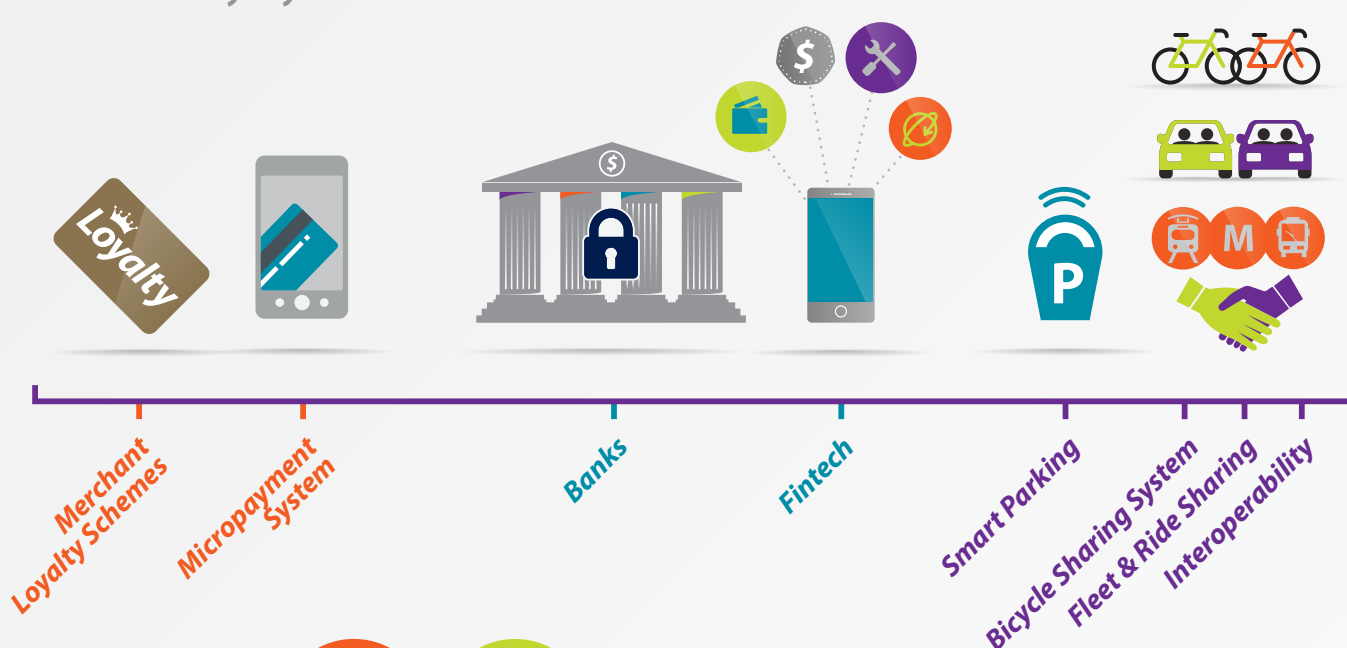 $
Loyalty
$
P
M
Merchant
Loyalty Schemes
Micropayment
System
Banks
Fintech
Smart Parking
Bicycle Sharing System
Fleet & Ride Sharing
Interoperability